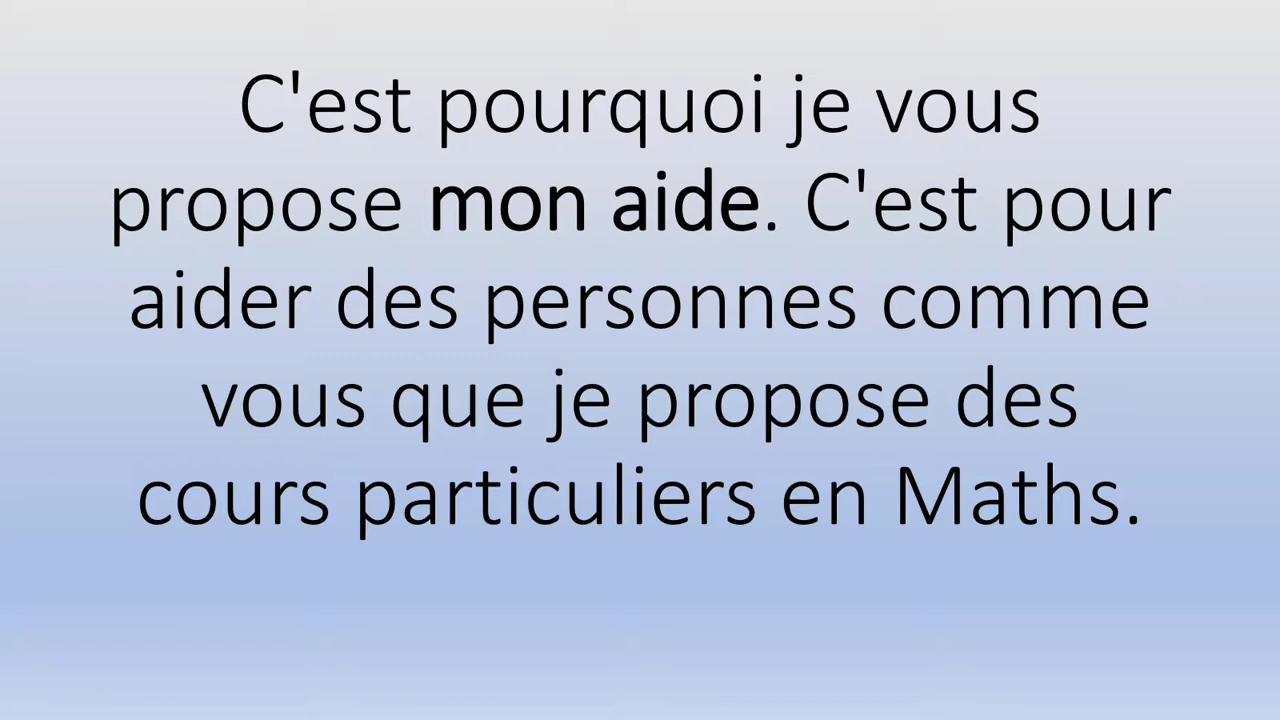 C'est pourquoi je vous
propose mon aide. C'est pour
aider des personnes comme
vous que je propose des
cours particuliers en Maths.